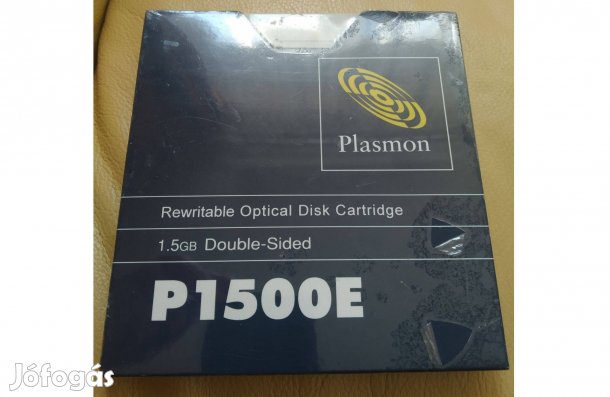 Plasmon
Rewritable Optical Disk Cartridge
1.5GB Double-Sided
P1500E
Jófogás